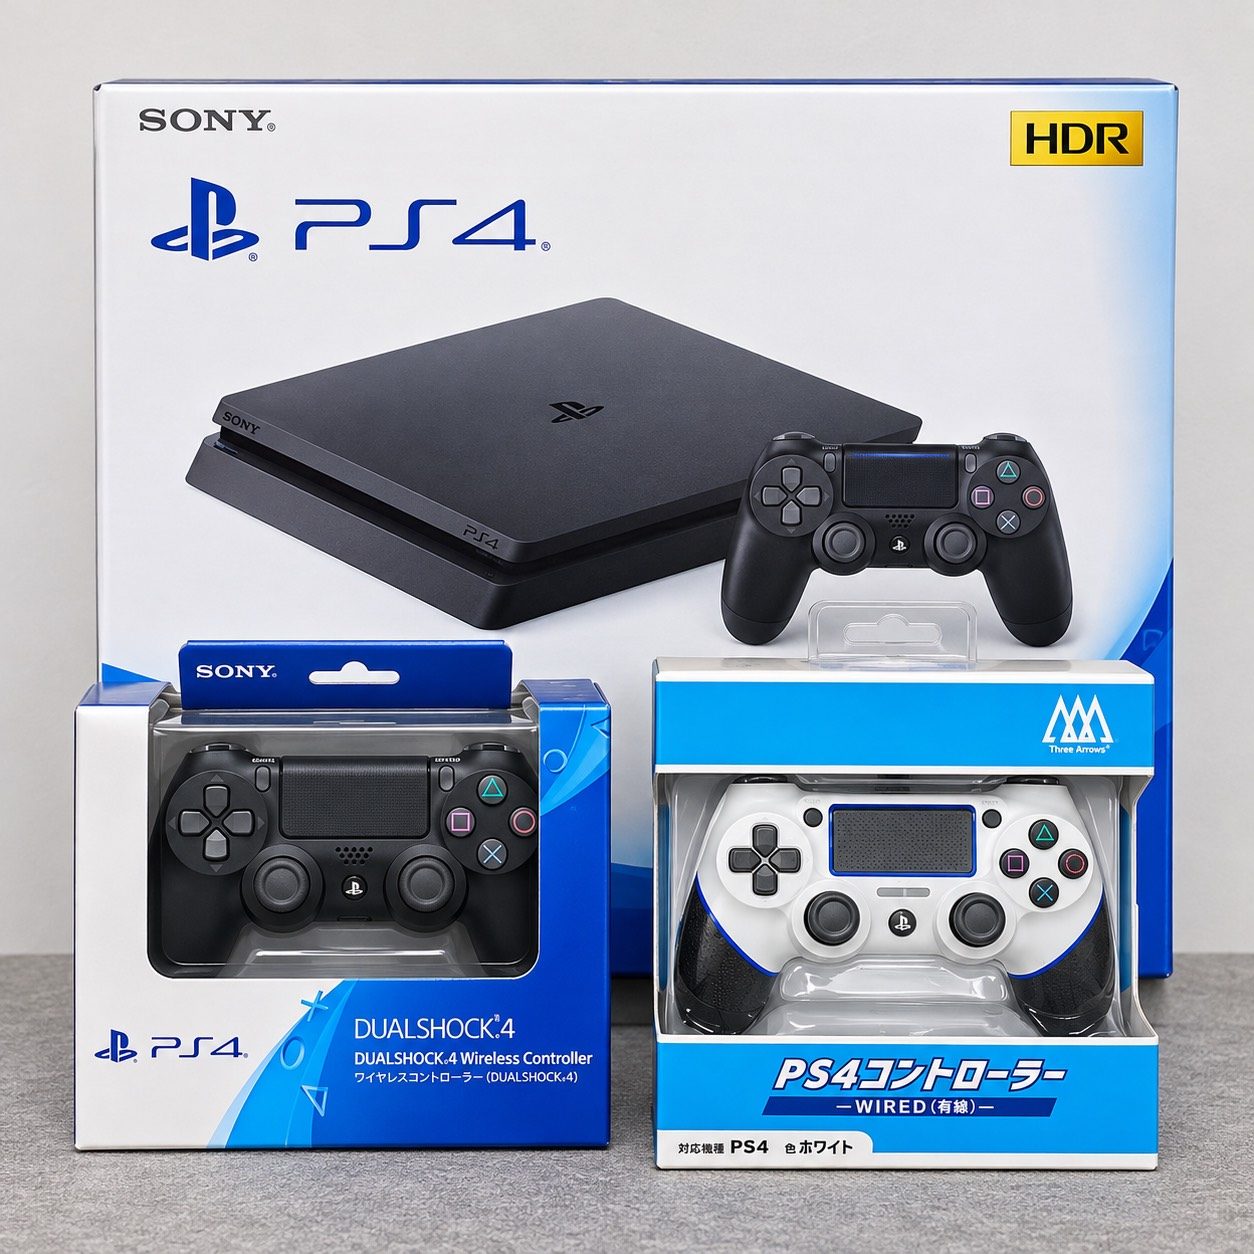 SONY®
HDR
PS4®
SONY
PS4
SONY®
Three Arrows®
PS4®
DUALSHOCK®4
DUALSHOCK®4 Wireless Controller
ワイヤレスコントローラー (DUALSHOCK®4)
PS4コントローラー
—WIRED(有線)—
対応機種 PS4 色 ホワイト